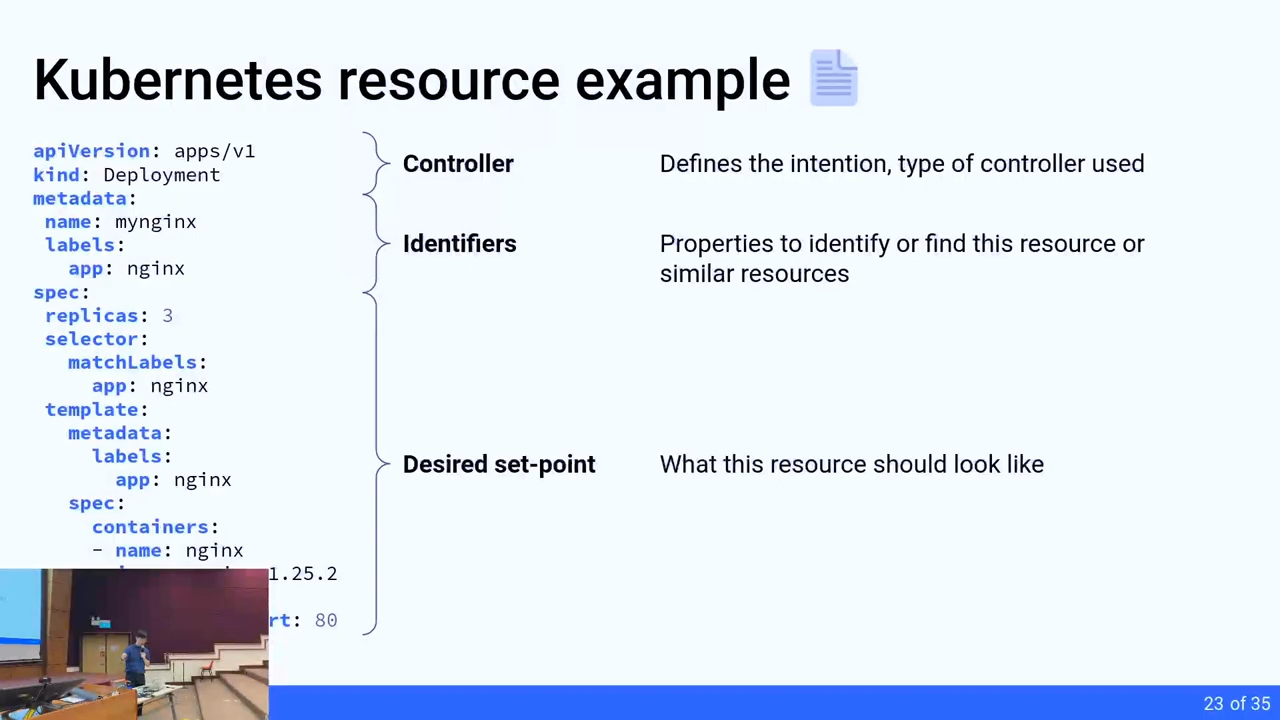 Kubernetes resource example
apiVersion: apps/v1
kind: Deployment
metadata:
name: mynginx
labels:
app: nginx
spec:
replicas: 3
selector:
matchLabels:
app: nginx
template:
metadata:
labels:
app: nginx
spec:
containers:
- name: nginx
1.25.2
rt: 80
Controller
Defines the intention, type of controller used
Identifiers
Properties to identify or find this resource or
similar resources
Desired set-point
What this resource should look like
23 of 35